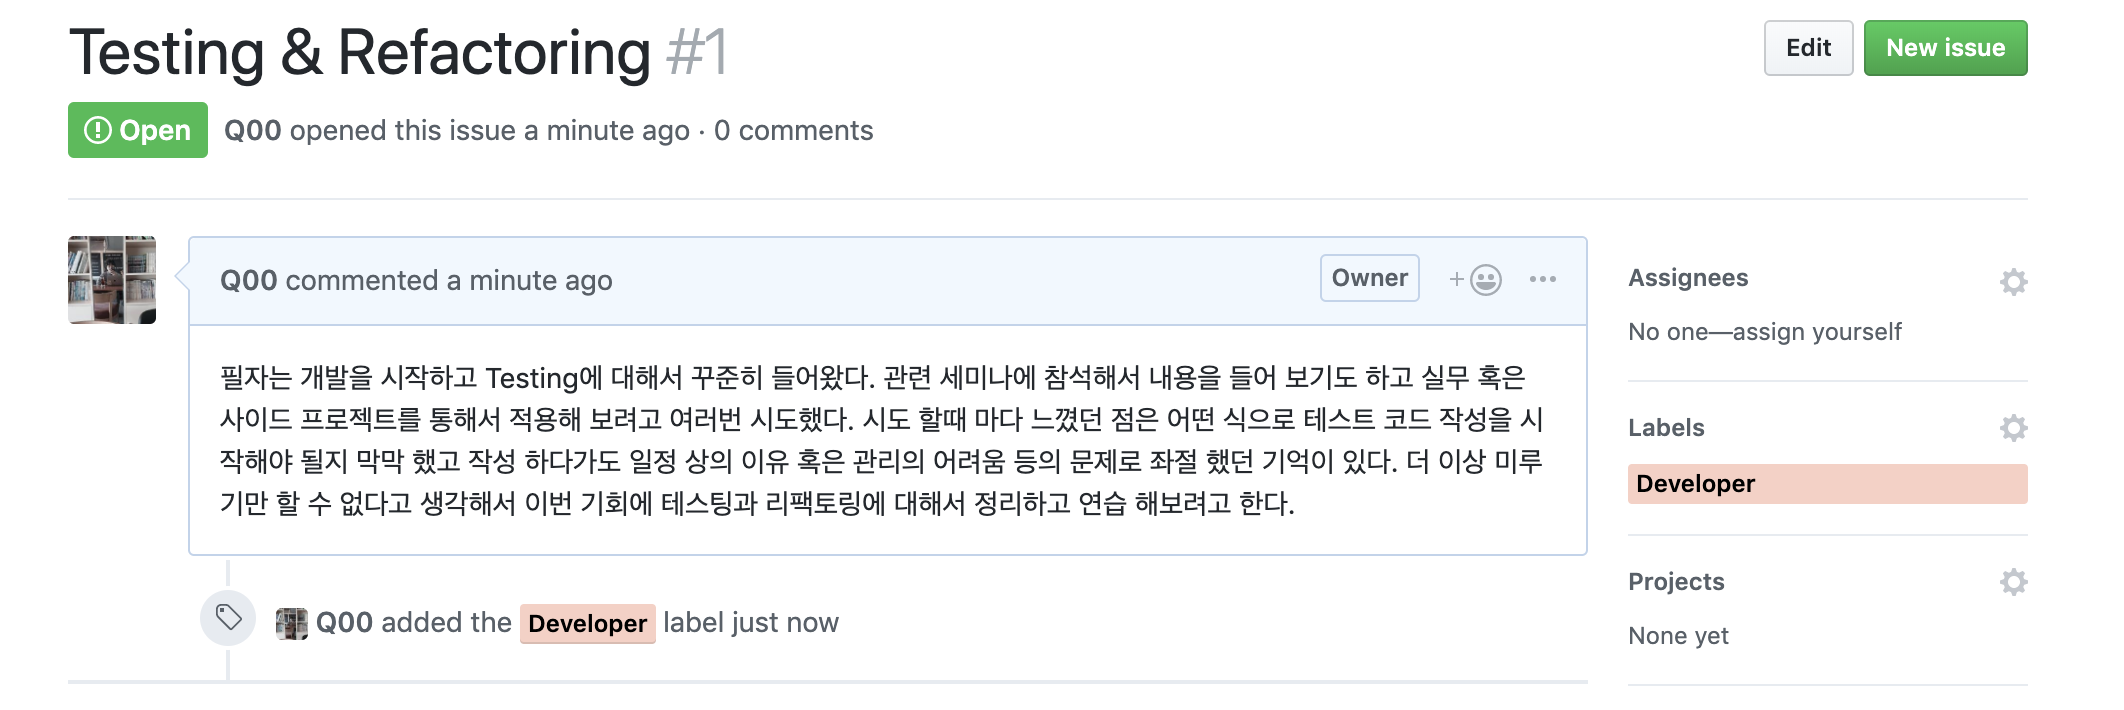 Testing & Refactoring #1
Edit
New issue
Open
Q00 opened this issue a minute ago · 0 comments
Q00 commented a minute ago
Owner
필자는 개발을 시작하고 Testing에 대해서 꾸준히 들어왔다. 관련 세미나에 참석해서 내용을 들어 보기도 하고 실무 혹은
사이드 프로젝트를 통해서 적용해 보려고 여러번 시도했다. 시도 할때 마다 느꼈던 점은 어떤 식으로 테스트 코드 작성을 시
작해야 될지 막막 했고 작성 하다가도 일정 상의 이유 혹은 관리의 어려움 등의 문제로 좌절 했던 기억이 있다. 더 이상 미루
기만 할 수 없다고 생각해서 이번 기회에 테스팅과 리팩토링에 대해서 정리하고 연습 해보려고 한다.
Q00 added the Developer label just now
Assignees
No one—assign yourself
Labels
Developer
Projects
None yet